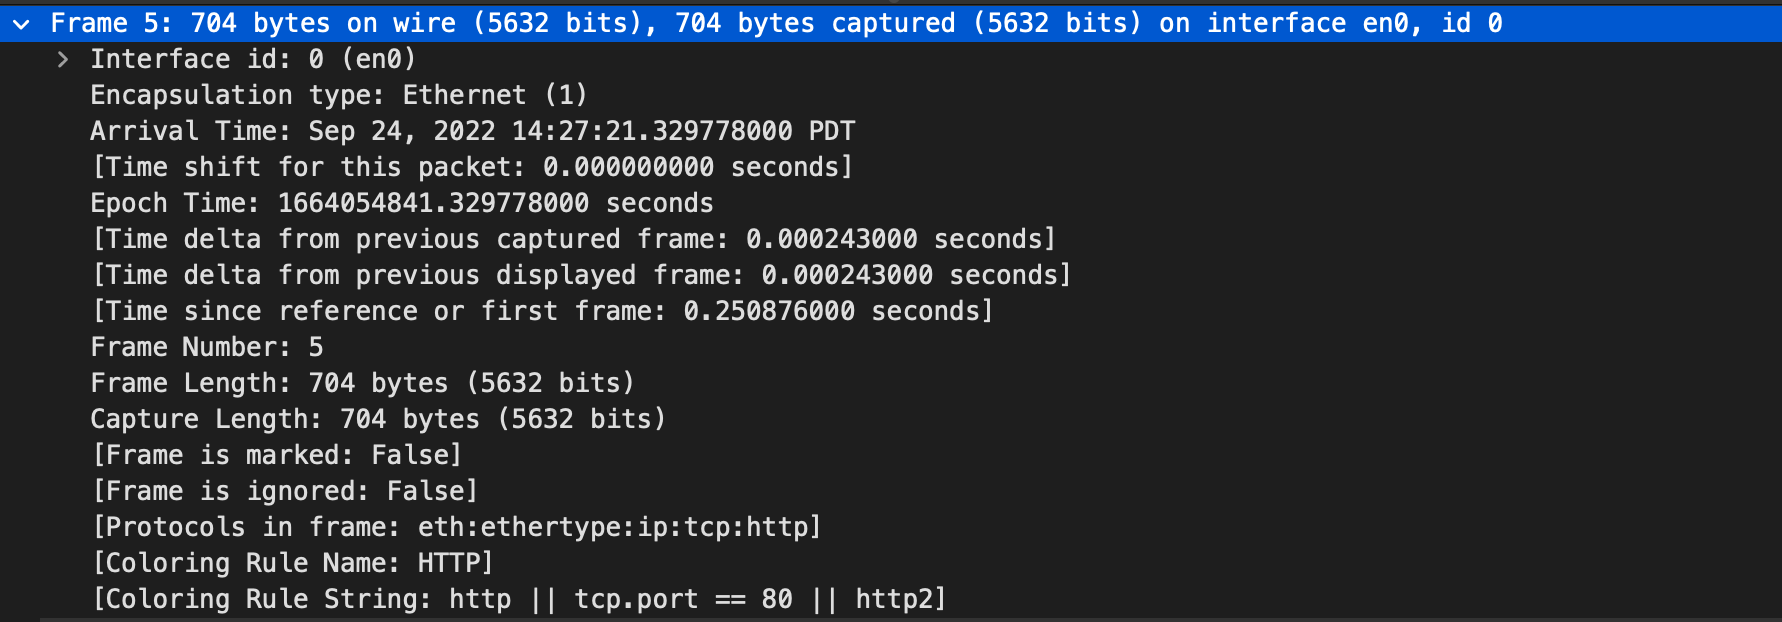 Frame 5: 704 bytes on wire (5632 bits), 704 bytes captured (5632 bits) on interface en0, id 0
Interface id: 0 (en0)
Encapsulation type: Ethernet (1)
Arrival Time: Sep 24, 2022 14:27:21.329778000 PDT
[Time shift for this packet: 0.000000000 seconds]
Epoch Time: 1664054841.329778000 seconds
[Time delta from previous captured frame: 0.000243000 seconds]
[Time delta from previous displayed frame: 0.000243000 seconds]
[Time since reference or first frame: 0.250876000 seconds]
Frame Number: 5
Frame Length: 704 bytes (5632 bits)
Capture Length: 704 bytes (5632 bits)
[Frame is marked: False]
[Frame is ignored: False]
[Protocols in frame: eth:ethertype:ip:tcp:http]
[Coloring Rule Name: HTTP]
[Coloring Rule String: http || tcp.port == 80 || http2]